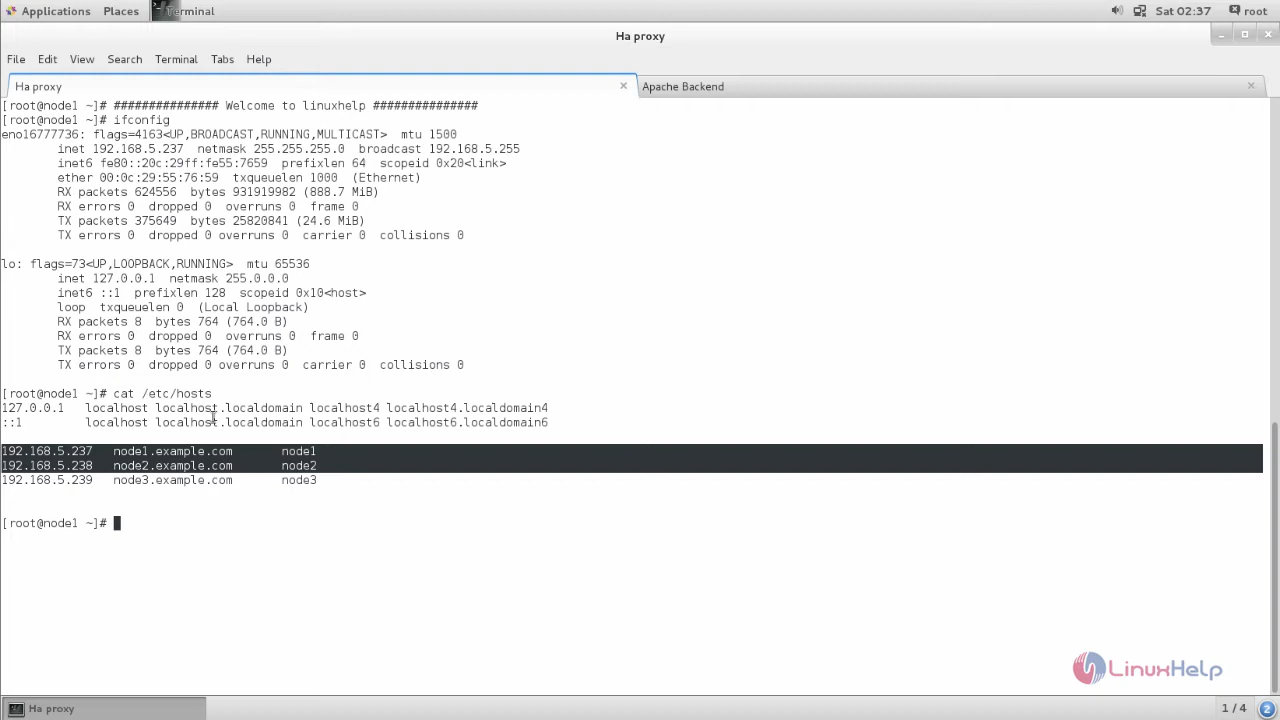 Applications Places Terminal Sat 02:37 root
Ha proxy
File Edit View Search Terminal Tabs Help
Ha proxy Apache Backend
[root@node1 ~]# ############### Welcome to linuxhelp ###############
[root@node1 ~]# ifconfig
eno16777736: flags=4163<UP,BROADCAST,RUNNING,MULTICAST> mtu 1500
inet 192.168.5.237 netmask 255.255.255.0 broadcast 192.168.5.255
inet6 fe80::20c:29ff:fe55:7659 prefixlen 64 scopeid 0x20<link>
ether 00:0c:29:55:76:59 txqueuelen 1000 (Ethernet)
RX packets 624556 bytes 931919982 (888.7 MiB)
RX errors 0 dropped 0 overruns 0 frame 0
TX packets 375649 bytes 25820841 (24.6 MiB)
TX errors 0 dropped 0 overruns 0 carrier 0 collisions 0
lo: flags=73<UP,LOOPBACK,RUNNING> mtu 65536
inet 127.0.0.1 netmask 255.0.0.0
inet6 ::1 prefixlen 128 scopeid 0x10<host>
loop txqueuelen 0 (Local Loopback)
RX packets 8 bytes 764 (764.0 B)
RX errors 0 dropped 0 overruns 0 frame 0
TX packets 8 bytes 764 (764.0 B)
TX errors 0 dropped 0 overruns 0 carrier 0 collisions 0
[root@node1 ~]# cat /etc/hosts
127.0.0.1 localhost localhost.localdomain localhost4 localhost4.localdomain4
::1 localhost localhost.localdomain localhost6 localhost6.localdomain6
192.168.5.237 node1.example.com node1
192.168.5.238 node2.example.com node2
192.168.5.239 node3.example.com node3
[root@node1 ~]#
LinuxHelp
Ha proxy 1 / 4 2